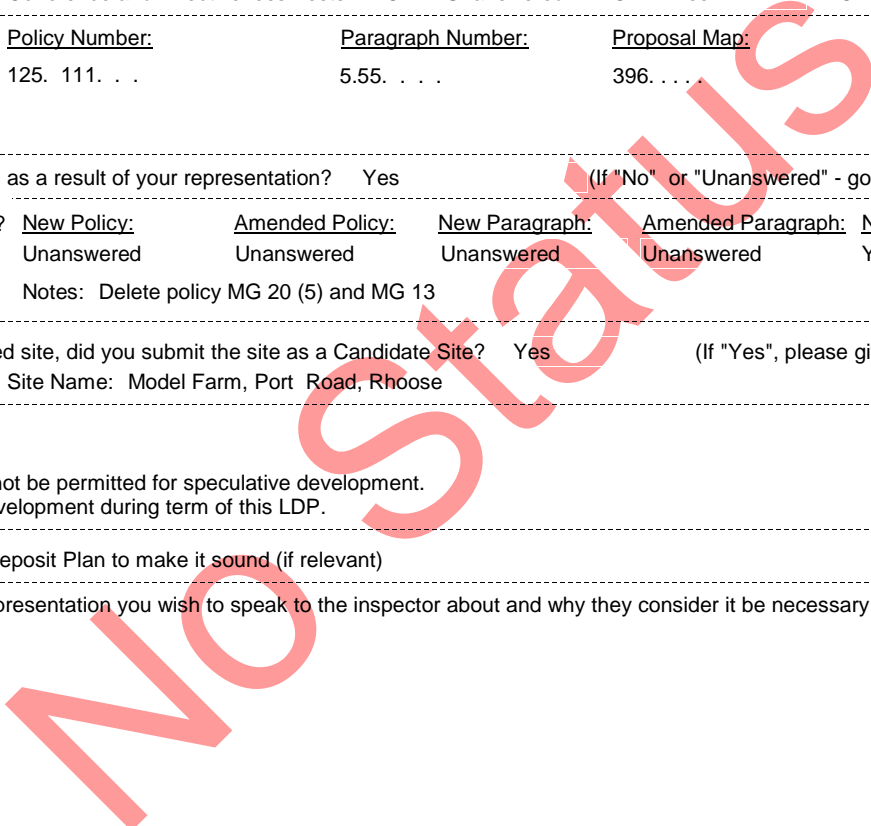 Policy Number: Paragraph Number: Proposal Map:
125. 111. . . 5.55. . . . 396. . . . .
as a result of your representation? Yes (If "No" or "Unanswered" - go
? New Policy: Amended Policy: New Paragraph: Amended Paragraph: N
Unanswered Unanswered Unanswered Unanswered Y
Notes: Delete policy MG 20 (5) and MG 13
ed site, did you submit the site as a Candidate Site? Yes (If "Yes", please gi
Site Name: Model Farm, Port Road, Rhoose
not be permitted for speculative development.
velopment during term of this LDP.
eposit Plan to make it sound (if relevant)
presentation you wish to speak to the inspector about and why they consider it be necessary
No Status